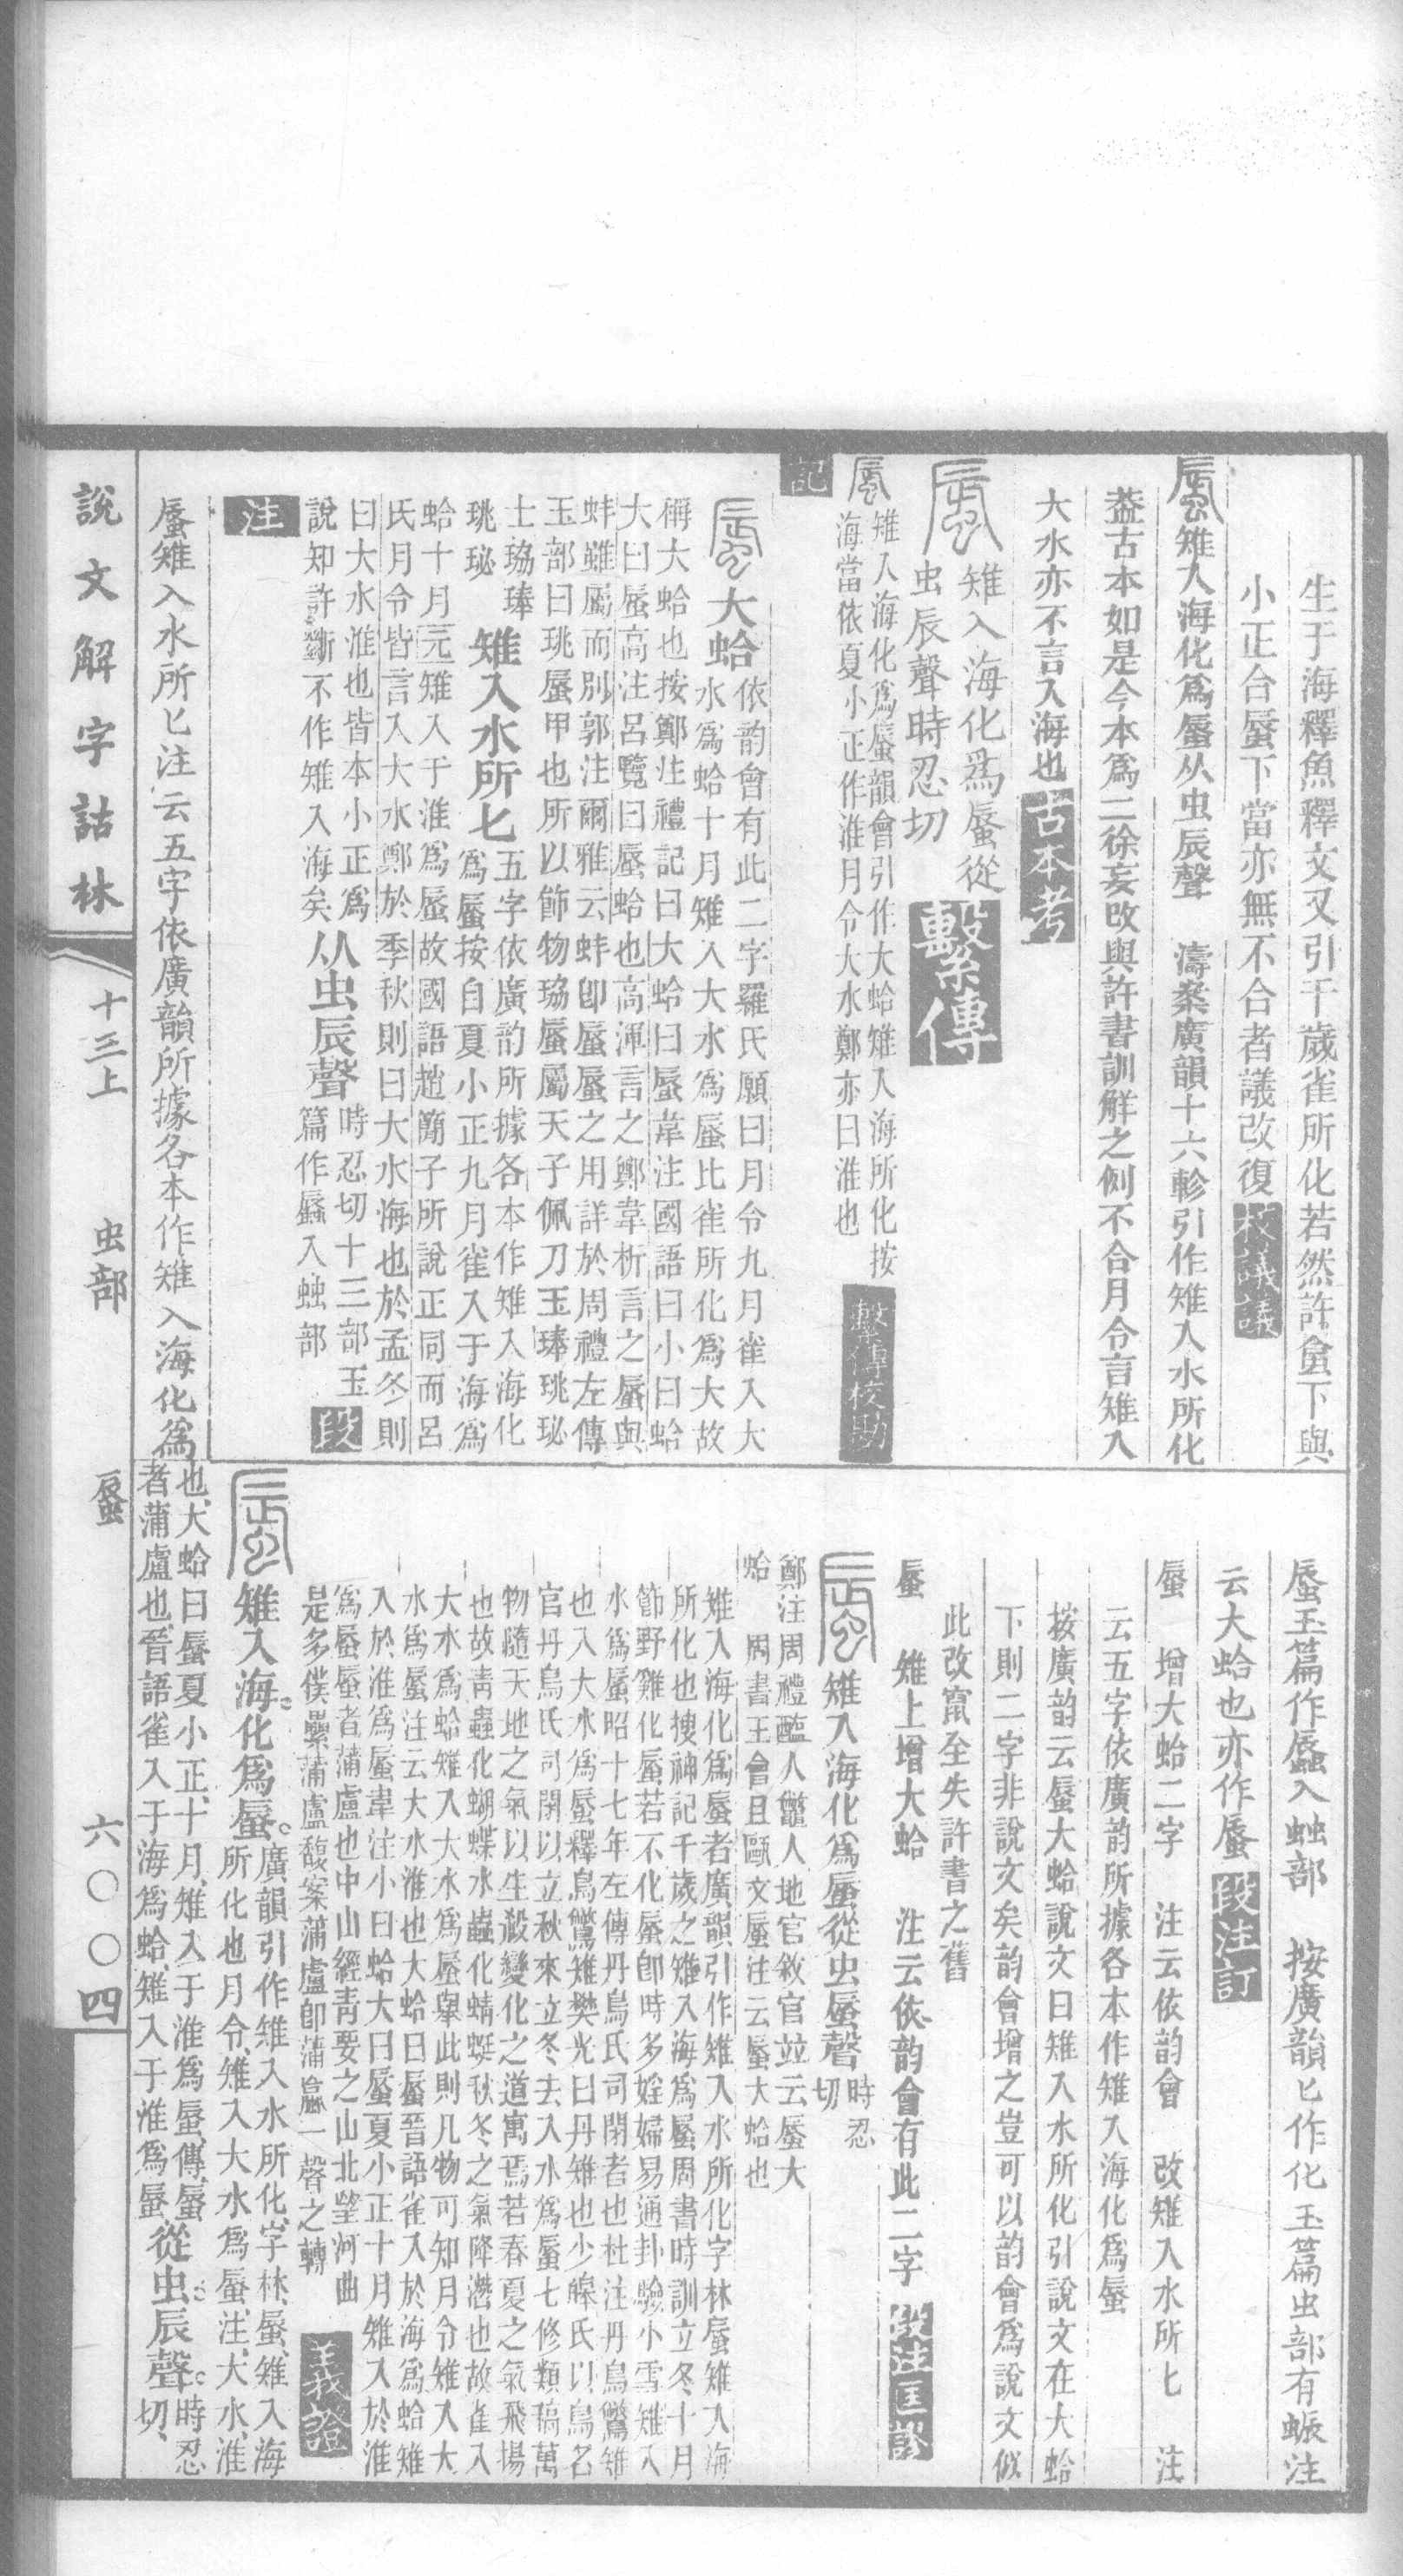 生于海釋魚釋文又引千歲雀所化若然許盒下與
小正合蜃下當亦無不合者議改復 校議議
雉入海化爲蜃从虫辰聲 濤案廣韻十六軫引作雉入水所化
蓋古本如是今本爲二徐妄改與許書訓解之例不合月令言雉入
大水亦不言入海也 古本考
雉入海化爲蜃從
虫辰聲時忍切 繫傳
雉入海化爲蜃韻會引作大蛤雉入海所化按
海當依夏小正作淮月令大水鄭亦曰淮也 繫傳校勘
記
大蛤 依韵會有此二字羅氏願曰月令九月雀入大
水爲蛤十月雉入大水爲蜃比雀所化爲大故
稱大蛤也按鄭注禮記曰大蛤曰蜃韋注國語曰小曰蛤
大曰蜃高注呂覽曰蜃蛤也高渾言之鄭韋析言之蜃與
蚌雖屬而別郭注爾雅云蚌卽蜃蜃之用詳於周禮左傳
玉部曰珧蜃甲也所以飾物珕蜃屬天子佩刀玉琫珧珌
士珕琫
珧珌 雉入水所匕 五字依廣韵所據各本作雉入海化
爲蜃按自夏小正九月雀入于海爲
蛤十月元雉入于淮爲蜃故國語趙簡子所說正同而呂
氏月令皆言入大水鄭於季秋則曰大水海也於孟冬則
曰大水淮也皆本小正爲
說知許斷不作雉入海矣 从虫辰聲 時忍切十三部玉
篇作蜃入䖵部 段
注
蜃雉入水所匕注云五字依廣韻所據各本作雉入海化爲
蜃玉篇作蜃入䖵部 按廣韻匕作化玉篇虫部有蜄注
云大蛤也亦作蜃 段注訂
蜃 增大蛤二字 注云依韵會 改雉入水所匕 注
云五字依廣韵所據各本作雉入海化爲蜃
按廣韵云蜃大蛤說文曰雉入水所化引說文在大蛤
下則二字非說文矣韵會增之豈可以韵會爲說文似
此改竄至失許書之舊
蜃 雉上增大蛤 注云依韵會有此二字 段注匡謬
雉入海化爲蜃從虫蜃聲 時忍
切
鄭注周禮醢人鼈人地官敘官竝云蜃大
蛤 周書王會且甌文蜃注云蜃大蛤也
雉入海化爲蜃者廣韻引作雉入水所化字林蜃雉入海
所化也搜神記千歲之雉入海爲蜃周書時訓立冬十月
節野雞化蜃若不化蜃卽時多婬婦易通卦驗小雪雉入
水爲蜃昭十七年左傳丹鳥氏司閉者也杜注丹鳥鷩雉
也入大水爲蜃釋鳥鷩雉樊光曰丹雉也少皞氏以鳥名
官丹鳥氏司閉以立秋來立冬去入水爲蜃七修類稿萬
物隨天地之氣以生殺變化之道寓焉若春夏之氣飛揚
也故靑蟲化蝴蝶水蠆化蜻蜓秋冬之氣降潛也故雀入
大水爲蛤雉入大水爲蜃舉此則凡物可知月令雉入大
水爲蜃注云大水淮也大蛤曰蜃晉語雀入於海爲蛤雉
入於淮爲蜃韋注小曰蛤大曰蜃夏小正十月雉入於淮
爲蜃蜃者蒲盧也中山經靑要之山北望河曲
是多僕纍蒲盧馥案蒲盧卽蒲蠃一聲之轉 義證
雉入海化爲蜃 廣韻引作雉入水所化字林蜃雉入海
所化也月令雉入大水爲蜃注大水淮
也大蛤曰蜃夏小正十月雉入于淮爲蜃傳蜃
者蒲盧也晉語雀入于海爲蛤雉入于淮爲蜃 從虫辰聲 時忍
切
說文解字詁林 十三上 虫部 蜃 六〇〇四